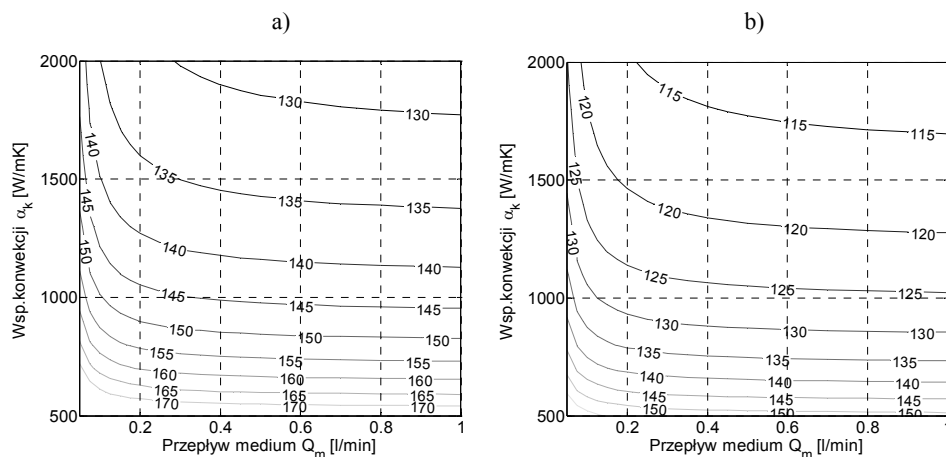 a)
Wsp.konwekcji αk [W/mK]
2000
1500
1000
500
0.2 0.4 0.6 0.8 1
Przepływ medium Qm [l/min]
130 130
135 135 135
140 140 140 140
145 145 145 145
150 150 150 150
155 155 155
160 160 160
165 165 165
170 170 170
b)
Wsp.konwekcji αk [W/mK]
2000
1500
1000
500
0.2 0.4 0.6 0.8 1
Przepływ medium Qm [l/min]
115 115 115
120 120 120
125 125 125 125
130 130 130 130
135 135 135
140 140 140
145 145 145
150 150 150